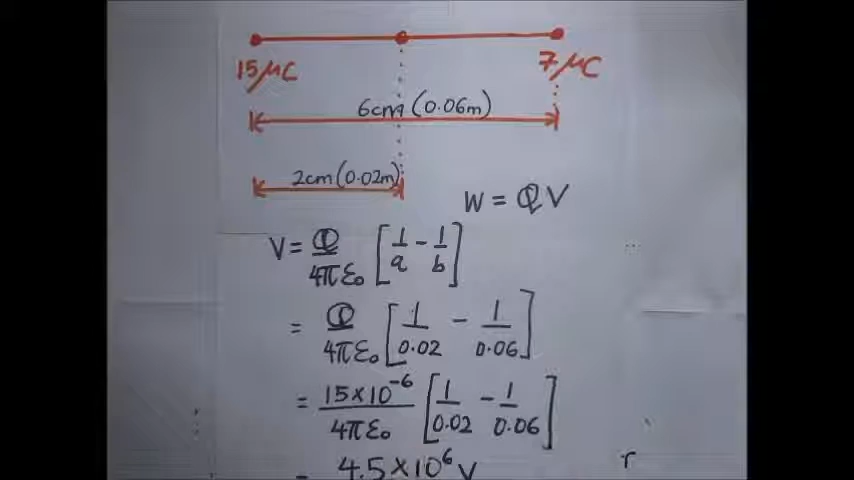 15μC 7μC
6cm (0.06m)
2cm (0.02m)
W = QV
V = Q/4πε₀ [1/a - 1/b]
= Q/4πε₀ [1/0.02 - 1/0.06]
= 15×10⁻⁶/4πε₀ [1/0.02 - 1/0.06]
= 4.5×10⁶ V
r